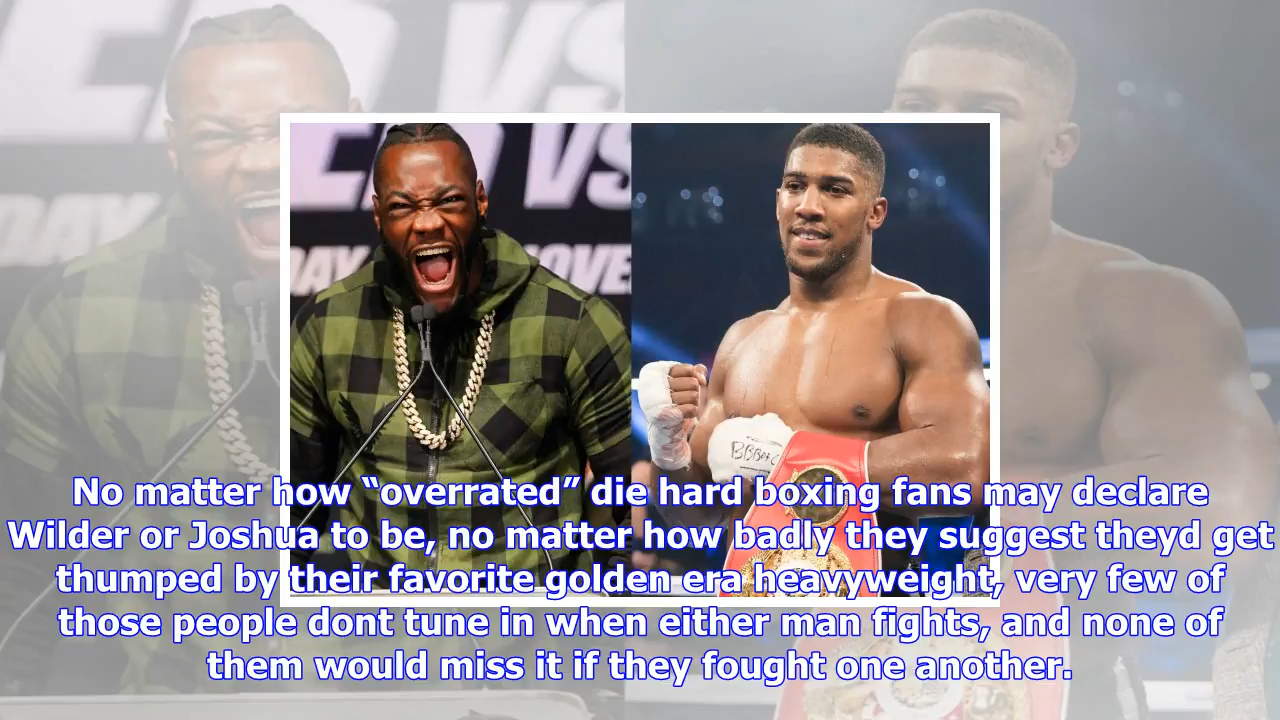 No matter how “overrated” die hard boxing fans may declare
Wilder or Joshua to be, no matter how badly they suggest theyd get
thumped by their favorite golden era heavyweight, very few of
those people dont tune in when either man fights, and none of
them would miss it if they fought one another.
VS
DAY